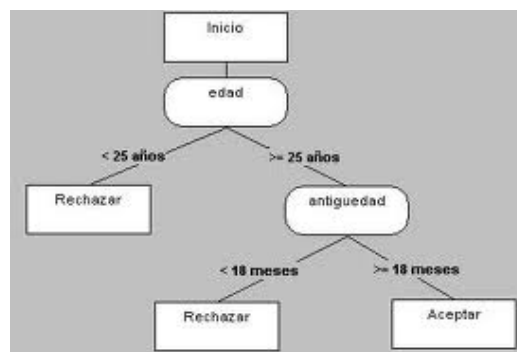 Inicio
edad
< 25 años
>= 25 años
Rechazar
antiguedad
< 18 meses
>= 18 meses
Rechazar
Aceptar